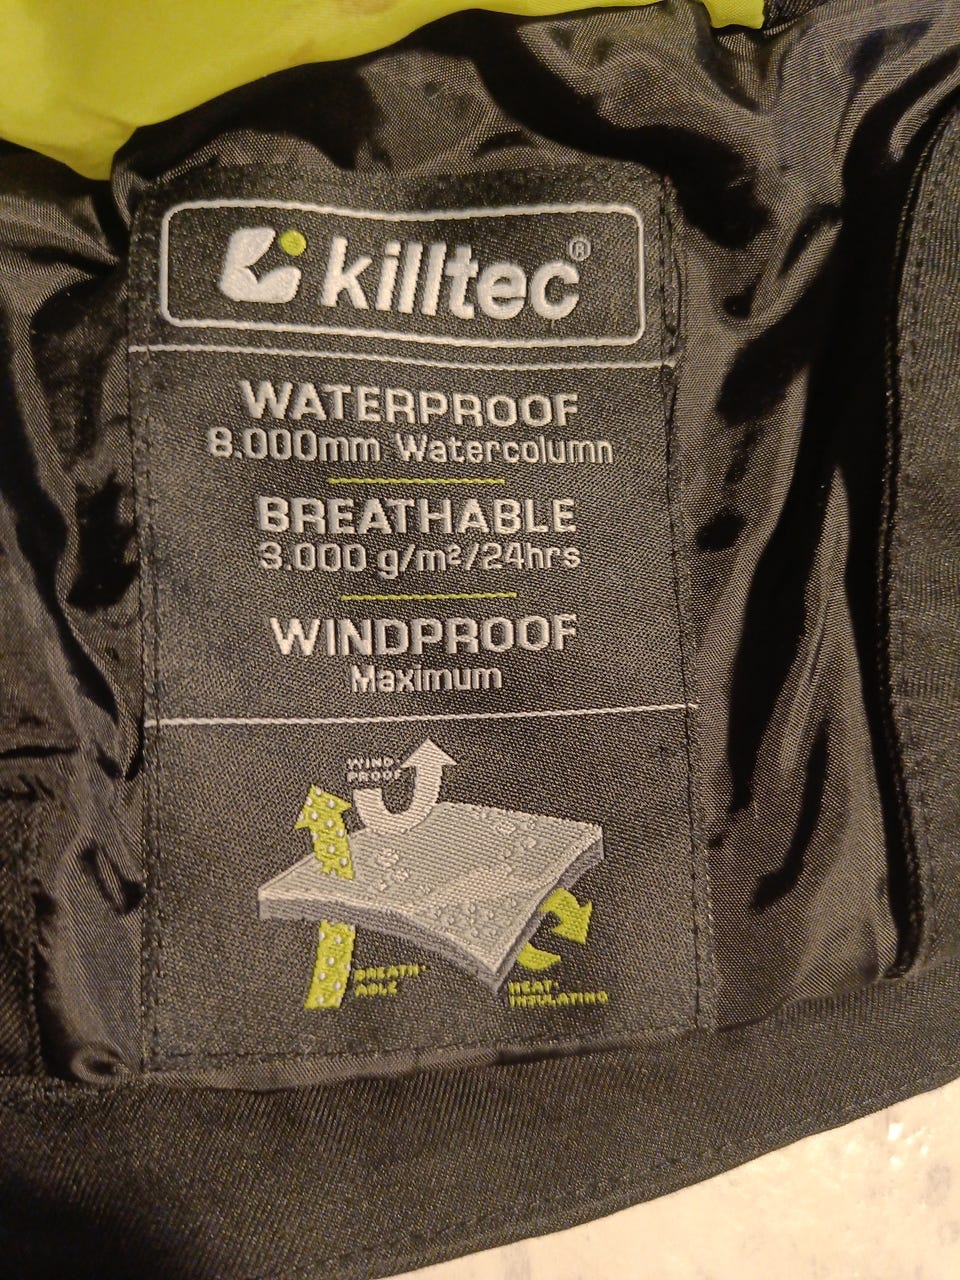 killtec®
WATERPROOF
8.000mm Watercolumn
BREATHABLE
3.000 g/m²/24hrs
WINDPROOF
Maximum
WIND-
PROOF
BREATH-
ABLE
HEAT-
INSULATING